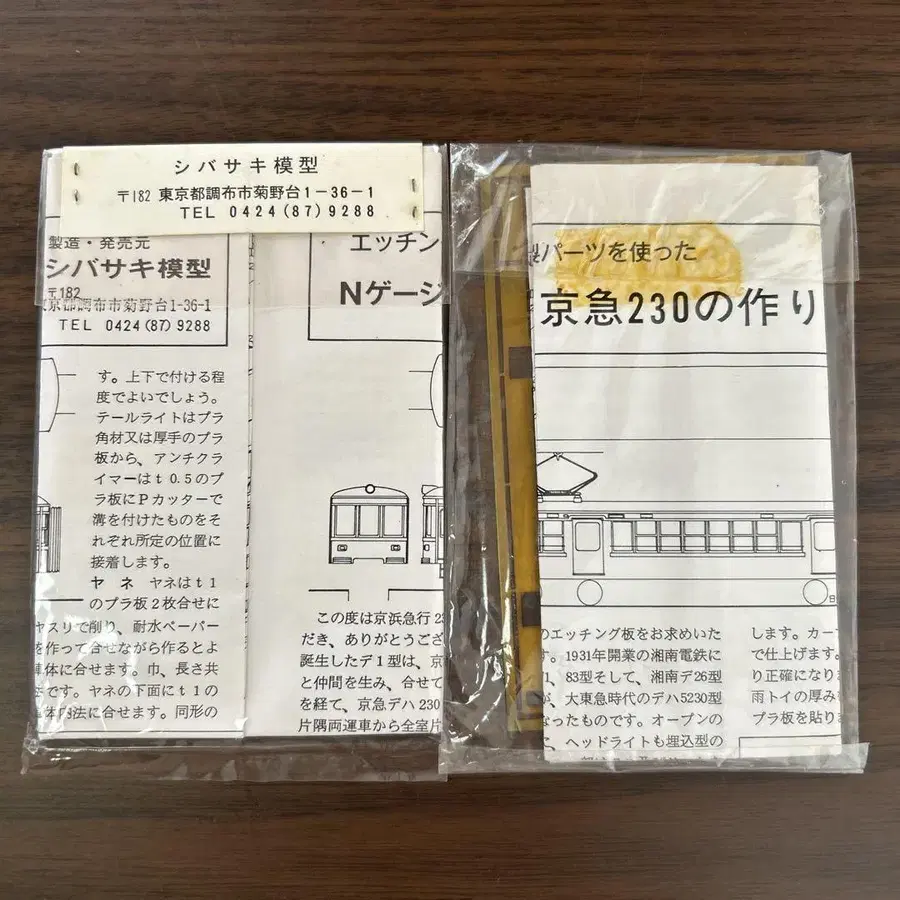 シバサキ模型
〒182 東京都調布市菊野台1-36-1
TEL 0424(87)9288
製造・発売元
シバサキ模型
〒182
東京都調布市菊野台1-36-1
TEL 0424(87)9288
す。上下で付ける程
度でよいでしょう。
テールライトはプラ
角材又は厚手のプラ
板から、アンチクラ
イマーはt0.5のプ
ラ板にPカッターで
溝を付けたものをそ
れぞれ所定の位置に
接着します。
ヤネ ヤネはt1
のプラ板2枚合せに
ヤスリで削り、耐水ペーパー
を作って合せながら作るとよ
車体に合せます。巾、長さ共
です。ヤネの下面にt1の
法に合せます。同形の
エッチン
Nゲージ
この度は京浜急行 23
だき、ありがとうござ
誕生したデ1型は、京
と仲間を生み、合せて
を経て、京急デハ230
片隅両運車から全室片
パーツを使った
京急230の作り
のエッチング板をお求めいた
す。1931年開業の湘南電鉄に
、83型そして、湘南デ26型
が、大東急時代のデハ5230型
なったものです。オープンの
、ヘッドライトも埋込型の
します。カー
で仕上げます。
り正確になりま
雨トイの厚み
プラ板を貼りま